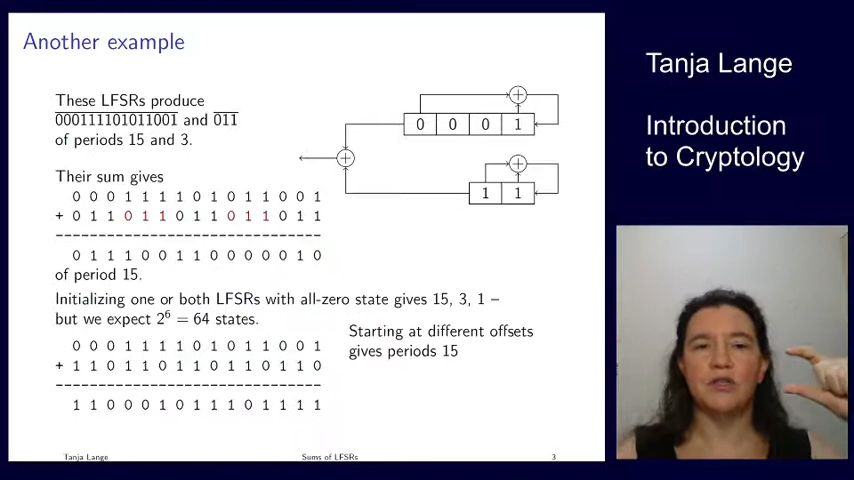 Another example
These LFSRs produce
000111101011001 and 011
of periods 15 and 3.
0 0 0 1
+
+
+
1 1
Their sum gives
0 0 0 1 1 1 1 0 1 0 1 1 0 0 1
+ 0 1 1 0 1 1 0 1 1 0 1 1 0 1 1
-----------------------------
0 1 1 1 0 0 1 1 0 0 0 0 0 1 0
of period 15.
Initializing one or both LFSRs with all-zero state gives 15, 3, 1 –
but we expect 2⁶ = 64 states.
Starting at different offsets
gives periods 15
0 0 0 1 1 1 1 0 1 0 1 1 0 0 1
+ 1 1 0 1 1 0 1 1 0 1 1 0 1 1 0
-----------------------------
1 1 0 0 0 1 0 1 1 1 0 1 1 1 1
Tanja Lange
Sums of LFSRs
3
Tanja Lange
Introduction
to Cryptology